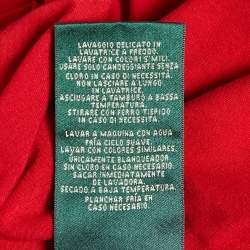 LAVAGGIO DELICATO IN
LAVATRICE A FREDDO.
LAVARE CON COLORI SIMILI.
USARE SOLO CANDEGGIANTE SENZA
CLORO IN CASO DI NECESSITÀ.
NON LASCIARE A LUNGO
IN LAVATRICE.
ASCIUGARE A TAMBURO A BASSA
TEMPERATURA.
STIRARE CON FERRO TIEPIDO
IN CASO DI NECESSITÀ.
LAVAR A MAQUINA CON AGUA
FRIA CICLO SUAVE.
LAVAR CON COLORES SIMILARES.
ÚNICAMENTE BLANQUEADOR
SIN CLORO EN CASO NECESARIO.
SACAR INMEDIATAMENTE
DE LAVADORA.
SECADO A BAJA TEMPERATURA.
PLANCHAR FRIA EN
CASO NECESARIO.